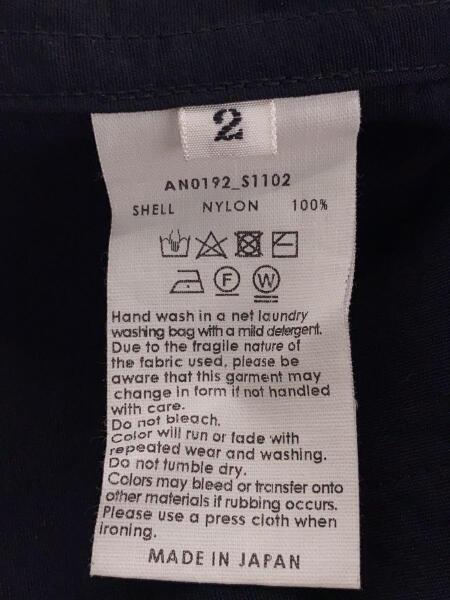 2
AN0192_S1102
SHELL NYLON 100%
F W
Hand wash in a net laundry
washing bag with a mild detergent.
Due to the fragile nature of
the fabric used, please be
aware that this garment may
change in form if not handled
with care.
Do not bleach.
Color will run or fade with
repeated wear and washing.
Do not tumble dry.
Colors may bleed or transfer onto
other materials if rubbing occurs.
Please use a press cloth when
ironing.
MADE IN JAPAN